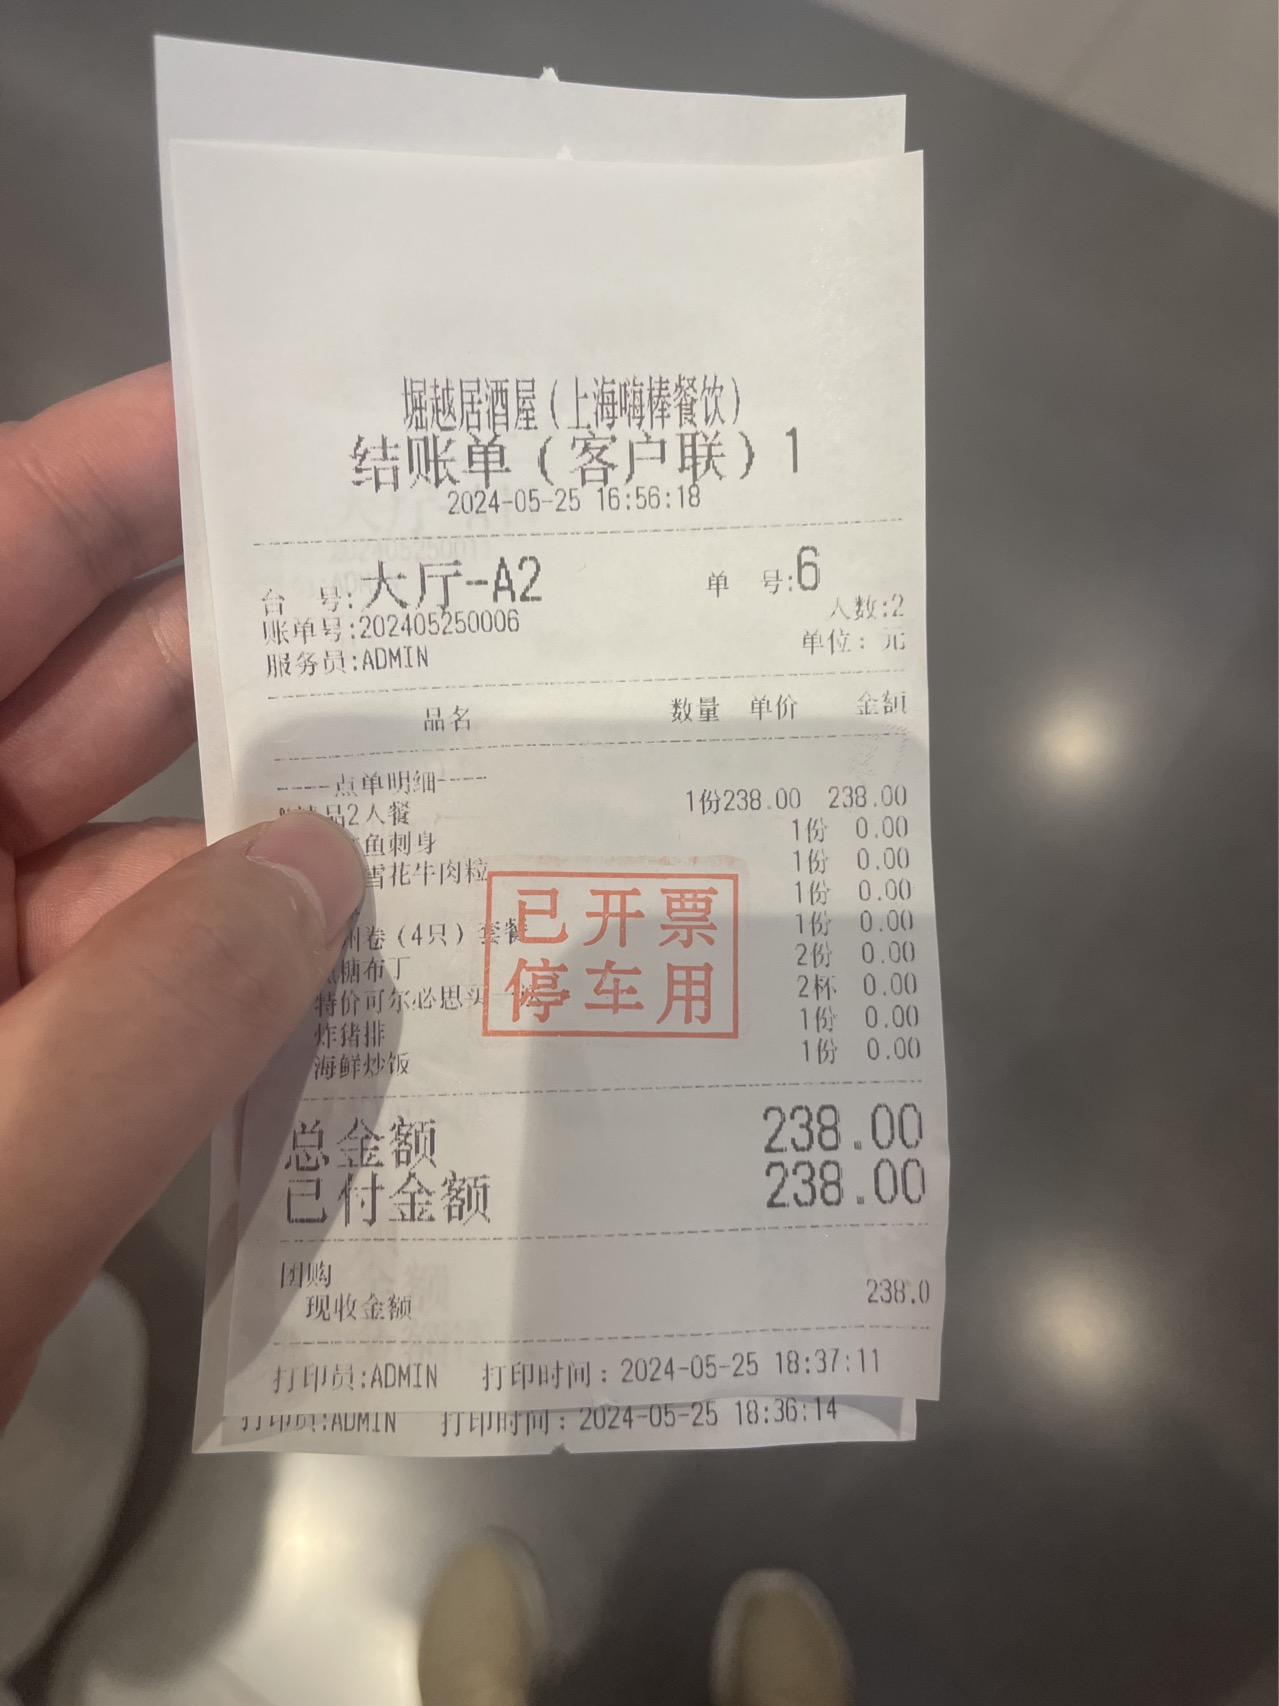 堀越居酒屋（上海嗨棒餐饮）
结账单（客户联）1
2024-05-25 16:56:18
台 号:大厅-A2 单 号:6
人数:2
账单号:202405250006
单位：元
服务员:ADMIN
品名 数量 单价 金额
----点单明细----
品2人餐 1份238.00 238.00
鱼刺身 1份 0.00
雪花牛肉粒 1份 0.00
1份 0.00
卷（4只）套餐 1份 0.00
糖布丁 2份 0.00
特价可尔必思买一送 2杯 0.00
炸猪排 1份 0.00
海鲜炒饭 1份 0.00
已开票
停车用
总金额 238.00
已付金额 238.00
团购
现收金额 238.0
打印员:ADMIN 打印时间：2024-05-25 18:37:11
打印员:ADMIN 打印时间：2024-05-25 18:36:14